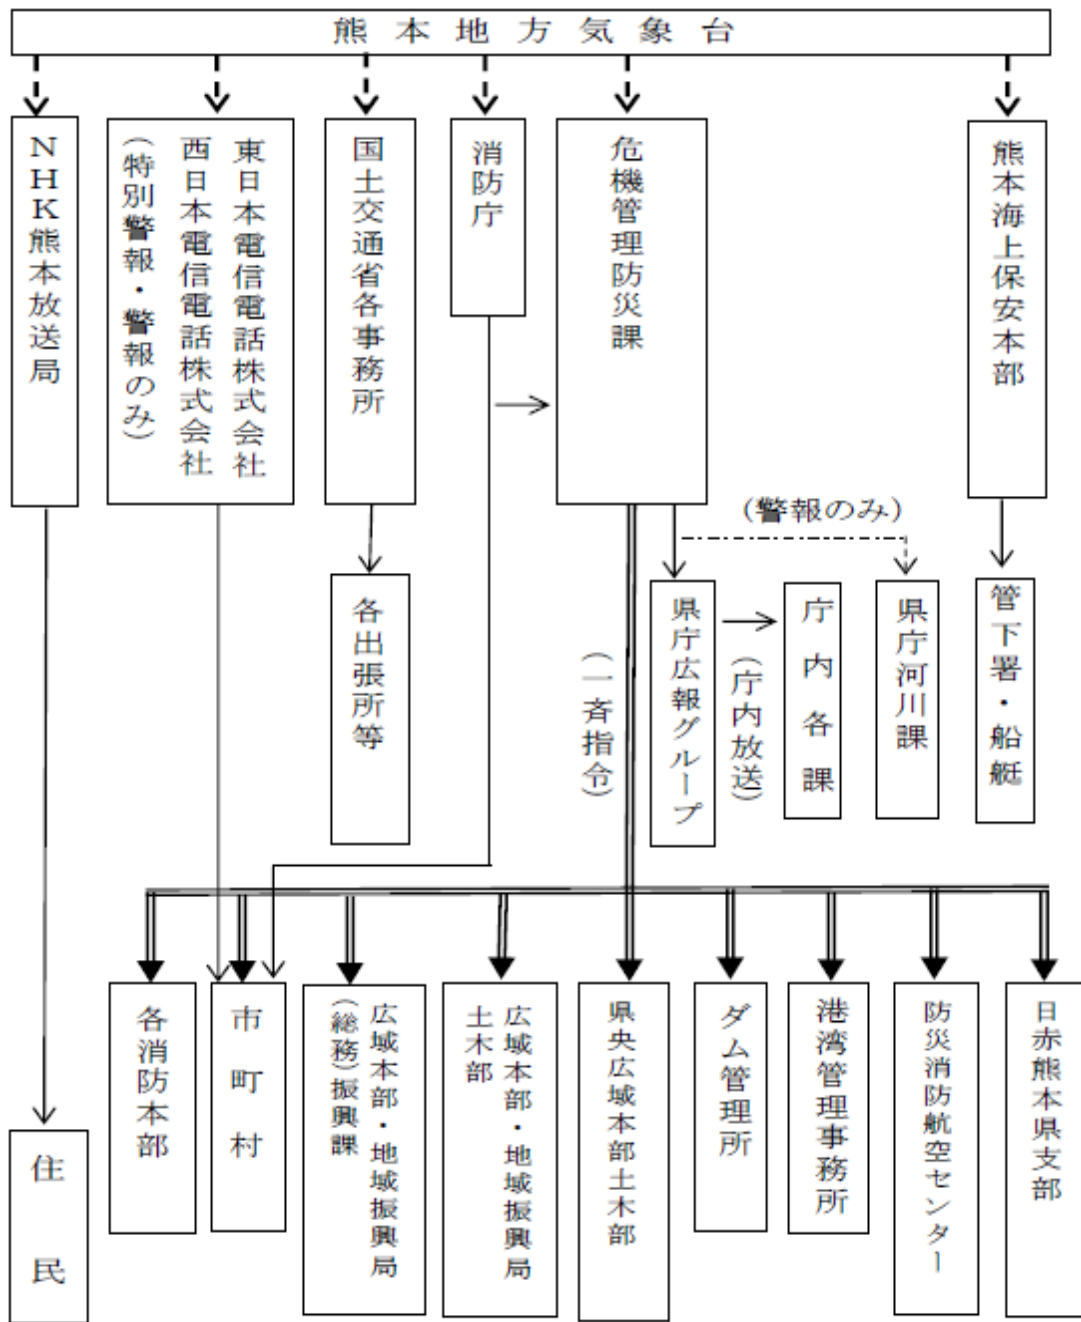 熊本地方気象台
NHK熊本放送局
東日本電信電話株式会社
西日本電信電話株式会社
(特別警報・警報のみ)
国土交通省各事務所
消防庁
危機管理防災課
熊本海上保安本部
(警報のみ)
各出張所等
(一斉指令)
県庁広報グループ
(庁内放送)
庁内各課
県庁河川課
管下署・船艇
住民
各消防本部
市町村
広域本部・地域振興局
(総務)振興課
広域本部・地域振興局
土木部
県央広域本部土木部
ダム管理所
港湾管理事務所
防災消防航空センター
日赤熊本県支部